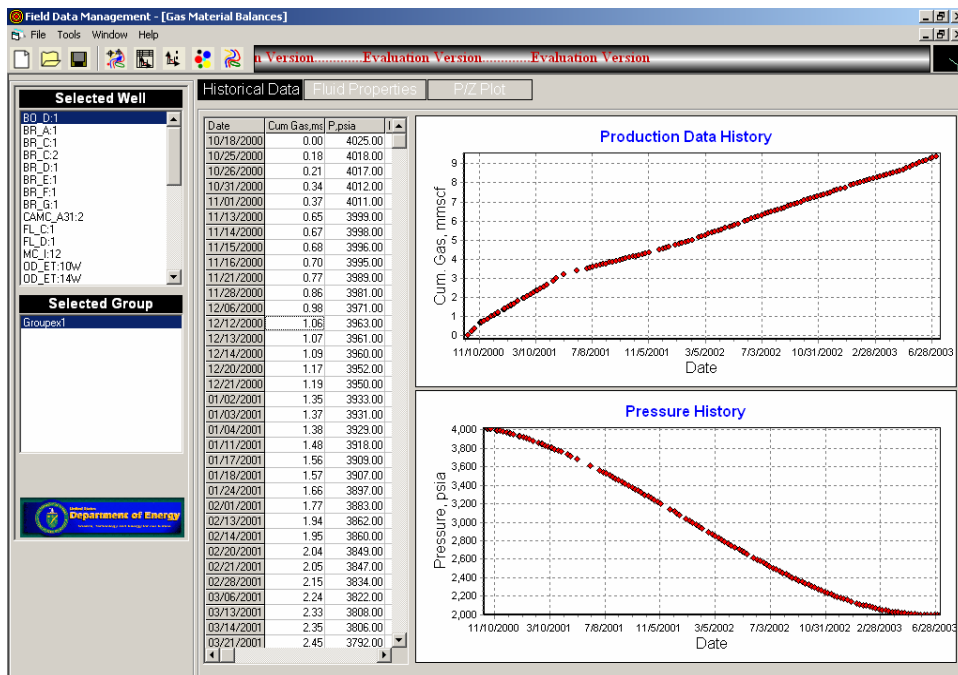 Field Data Management - [Gas Material Balances]
File Tools Window Help
n Version.............Evaluation Version.............Evaluation Version
Selected Well
BO_D:1
BR_A:1
BR_C:1
BR_C:2
BR_D:1
BR_E:1
BR_F:1
BR_G:1
CAMC_A31:2
FL_C:1
FL_D:1
MC_I:12
OD_ET:10W
OD_ET:14W
Selected Group
Groupex1
United States
Department of Energy
Historical Data Fluid Properties P/Z Plot
Date Cum Gas,ms P,psia
10/18/2000 0.00 4025.00
10/25/2000 0.18 4018.00
10/26/2000 0.21 4017.00
10/31/2000 0.34 4012.00
11/01/2000 0.37 4011.00
11/13/2000 0.65 3999.00
11/14/2000 0.67 3998.00
11/15/2000 0.68 3996.00
11/16/2000 0.70 3995.00
11/21/2000 0.77 3989.00
11/28/2000 0.86 3981.00
12/06/2000 0.98 3971.00
12/12/2000 1.06 3963.00
12/13/2000 1.07 3961.00
12/14/2000 1.09 3960.00
12/20/2000 1.17 3952.00
12/21/2000 1.19 3950.00
01/02/2001 1.35 3933.00
01/03/2001 1.37 3931.00
01/04/2001 1.38 3929.00
01/11/2001 1.48 3918.00
01/17/2001 1.56 3909.00
01/18/2001 1.57 3907.00
01/24/2001 1.66 3897.00
02/01/2001 1.77 3883.00
02/13/2001 1.94 3862.00
02/14/2001 1.95 3860.00
02/20/2001 2.04 3849.00
02/21/2001 2.05 3847.00
02/28/2001 2.15 3834.00
03/06/2001 2.24 3822.00
03/13/2001 2.33 3808.00
03/14/2001 2.35 3806.00
03/21/2001 2.45 3792.00
Production Data History
Cum. Gas, mmscf
9
8
7
6
5
4
3
2
1
0
11/10/2000 3/10/2001 7/8/2001 11/5/2001 3/5/2002 7/3/2002 10/31/2002 2/28/2003 6/28/2003
Date
Pressure History
Pressure, psia
4,000
3,800
3,600
3,400
3,200
3,000
2,800
2,600
2,400
2,200
2,000
11/10/2000 3/10/2001 7/8/2001 11/5/2001 3/5/2002 7/3/2002 10/31/2002 2/28/2003 6/28/2003
Date